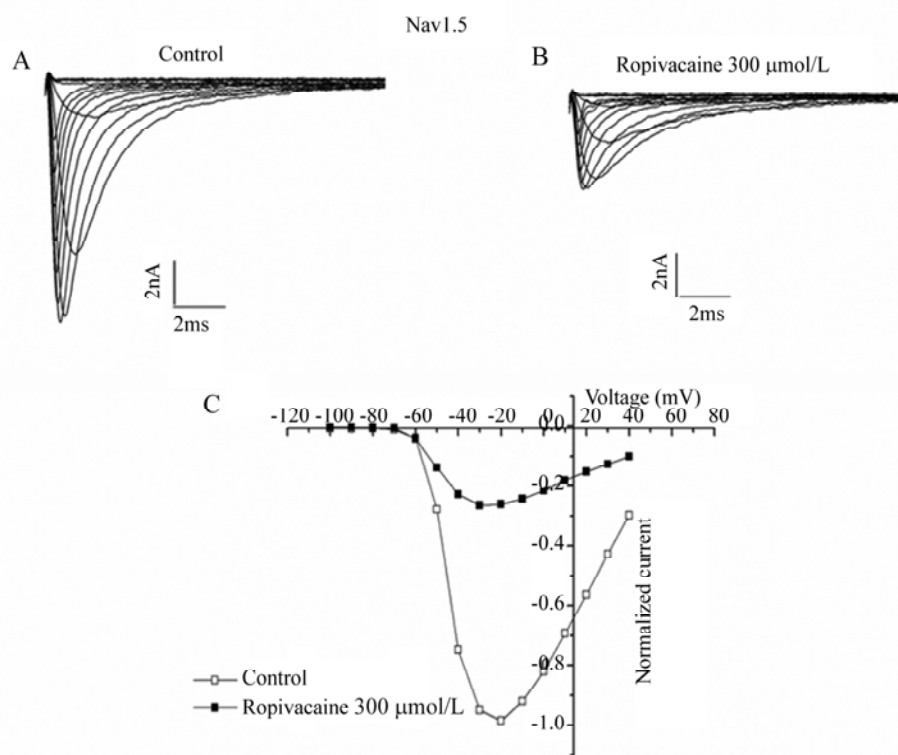 Nav1.5
A
Control
2nA
2ms
B
Ropivacaine 300 μmol/L
2nA
2ms
C
Voltage (mV)
-120 -100 -80 -60 -40 -20 0 20 40 60 80
0.0
-0.2
-0.4
-0.6
-0.8
-1.0
Normalized current
Control
Ropivacaine 300 μmol/L